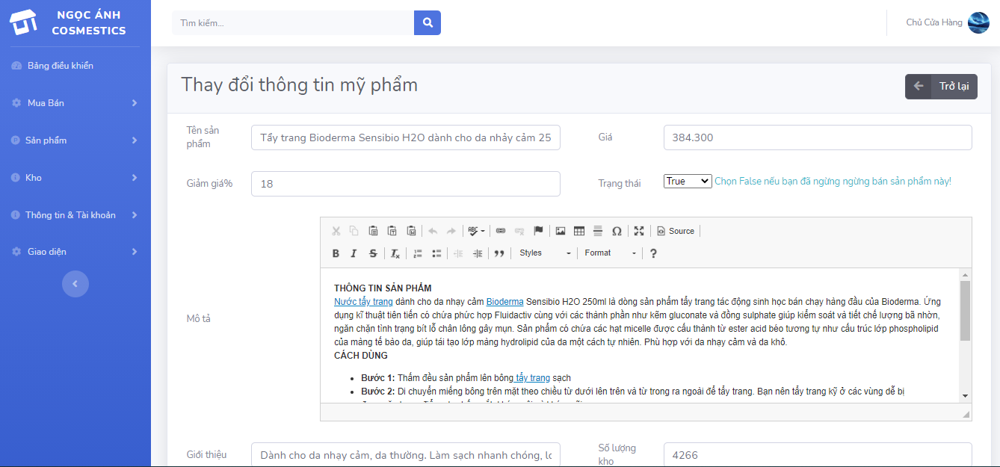 NGỌC ÁNH
COSMESTICS
Tìm kiếm...
Chủ Cửa Hàng
Bảng điều khiển
Mua Bán
Sản phẩm
Kho
Thông tin & Tài khoản
Giao diện
Thay đổi thông tin mỹ phẩm
Trở lại
Tên sản
phẩm
Tẩy trang Bioderma Sensibio H2O dành cho da nhảy cảm 25
Giá
384.300
Giảm giá%
18
Trạng thái
True
Chọn False nếu bạn đã ngừng ngừng bán sản phẩm này!
Mô tả
Source
Styles
Format
THÔNG TIN SẢN PHẨM
Nước tẩy trang dành cho da nhạy cảm Bioderma Sensibio H2O 250ml là dòng sản phẩm tẩy trang tác động sinh học bán chạy hàng đầu của Bioderma. Ứng
dụng kĩ thuật tiên tiến có chứa phức hợp Fluidactiv cùng với các thành phần như kẽm gluconate và đồng sulphate giúp kiểm soát và tiết chế lượng bã nhờn,
ngăn chặn tình trạng bít lỗ chân lông gây mụn. Sản phẩm có chứa các hạt micelle được cấu thành từ ester acid béo tương tự như cấu trúc lớp phospholipid
của màng tế bào da, giúp tái tạo lớp màng hydrolipid của da một cách tự nhiên. Phù hợp với da nhạy cảm và da khô.
CÁCH DÙNG
• Bước 1: Thấm đều sản phẩm lên bông tẩy trang sạch
• Bước 2: Di chuyển miếng bông trên mặt theo chiều từ dưới lên trên và từ trong ra ngoài để tẩy trang. Bạn nên tẩy trang kỹ ở các vùng dễ bị
Giới thiệu
Dành cho da nhạy cảm, da thường. Làm sạch nhanh chóng, lo
Số lượng
kho
4266